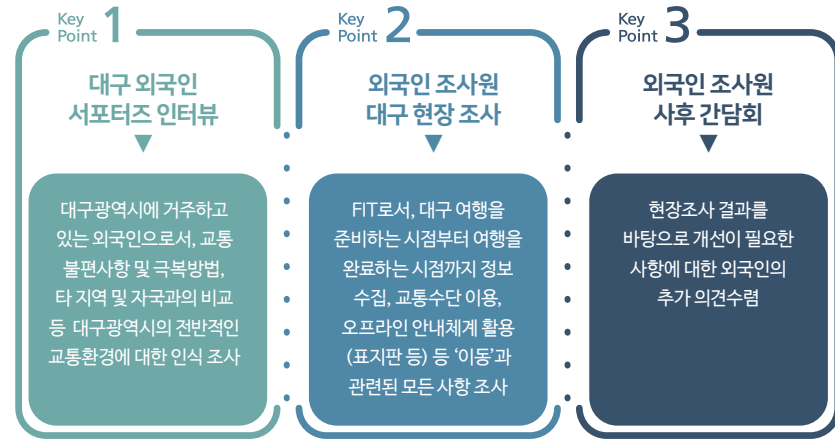 Key Point 1
대구 외국인
서포터즈 인터뷰
▼
대구광역시에 거주하고
있는 외국인으로서, 교통
불편사항 및 극복방법,
타 지역 및 자국과의 비교
등 대구광역시의 전반적인
교통환경에 대한 인식 조사
Key Point 2
외국인 조사원
대구 현장 조사
▼
FIT로서, 대구 여행을
준비하는 시점부터 여행을
완료하는 시점까지 정보
수집, 교통수단 이용,
오프라인 안내체계 활용
(표지판 등) 등 ‘이동’과
관련된 모든 사항 조사
Key Point 3
외국인 조사원
사후 간담회
▼
현장조사 결과를
바탕으로 개선이 필요한
사항에 대한 외국인의
추가 의견수렴